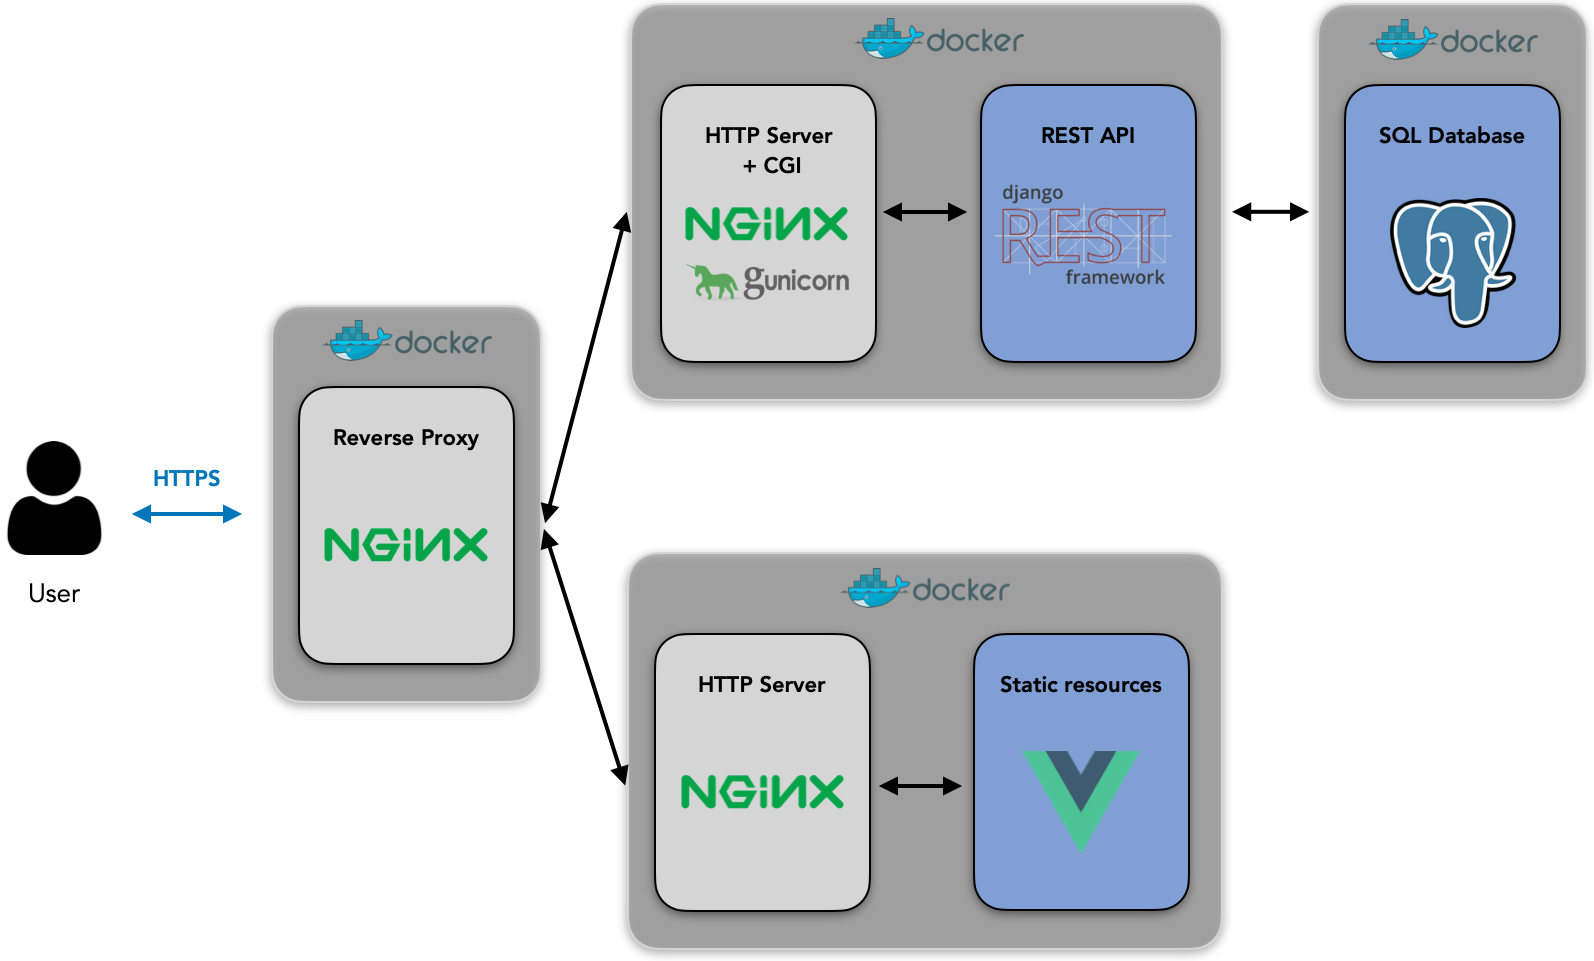 User
HTTPS
docker
Reverse Proxy
NGiNX
docker
HTTP Server
+ CGI
NGiNX
gunicorn
REST API
django
REST
framework
docker
SQL Database
docker
HTTP Server
NGiNX
Static resources